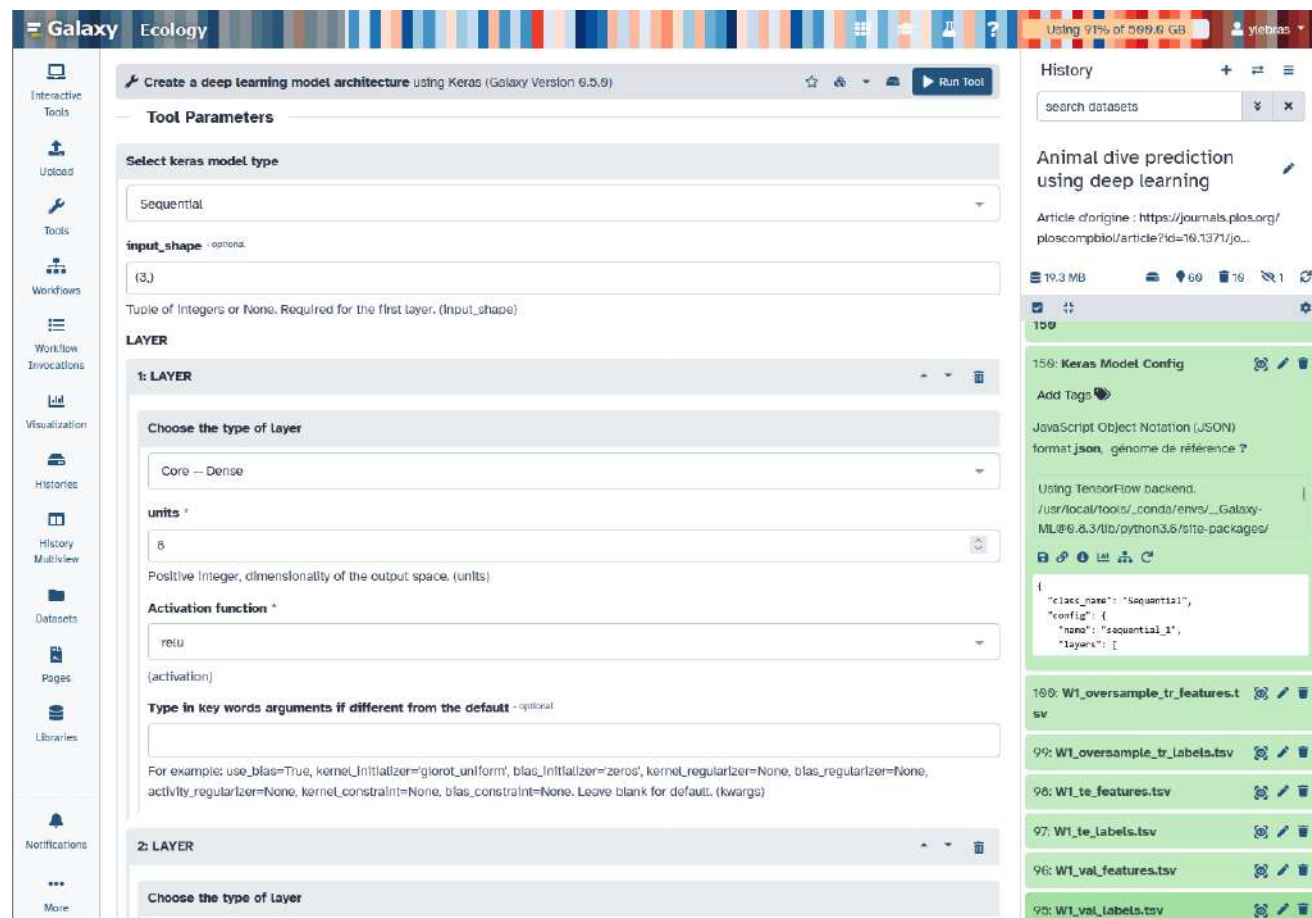 Galaxy Ecology
?
Using 91% of 500.0 GB
ylebras
Interactive
Tools
Upload
Tools
Workflows
Workflow
Invocations
Visualization
Histories
History
Multiview
Datasets
Pages
Libraries
Notifications
More
Create a deep learning model architecture using Keras (Galaxy Version 0.5.0)
Run Tool
Tool Parameters
Select keras model type
Sequential
input_shape - optional
(3,)
Tuple of integers or None. Required for the first layer. (input_shape)
LAYER
1: LAYER
Choose the type of layer
Core -- Dense
units *
8
Positive integer, dimensionality of the output space. (units)
Activation function *
relu
(activation)
Type in key words arguments if different from the default - optional
For example: use_bias=True, kernel_initializer='glorot_uniform', bias_initializer='zeros', kernel_regularizer=None, bias_regularizer=None,
activity_regularizer=None, kernel_constraint=None, bias_constraint=None. Leave blank for default. (kwargs)
2: LAYER
Choose the type of layer
History
search datasets
Animal dive prediction
using deep learning
Article d'origine : https://journals.plos.org/
ploscompbiol/article?id=10.1371/jo...
19.3 MB 60 10 1
150
150: Keras Model Config
Add Tags
JavaScript Object Notation (JSON)
format json, génome de référence ?
Using TensorFlow backend.
/usr/local/tools/_conda/envs/__Galaxy-
ML@0.8.3/lib/python3.6/site-packages/
{
"class_name": "Sequential",
"config": {
"name": "sequential_1",
"layers": [
100: W1_oversample_tr_features.t
sv
99: W1_oversample_tr_labels.tsv
98: W1_te_features.tsv
97: W1_te_labels.tsv
96: W1_val_features.tsv
95: W1_val_labels.tsv